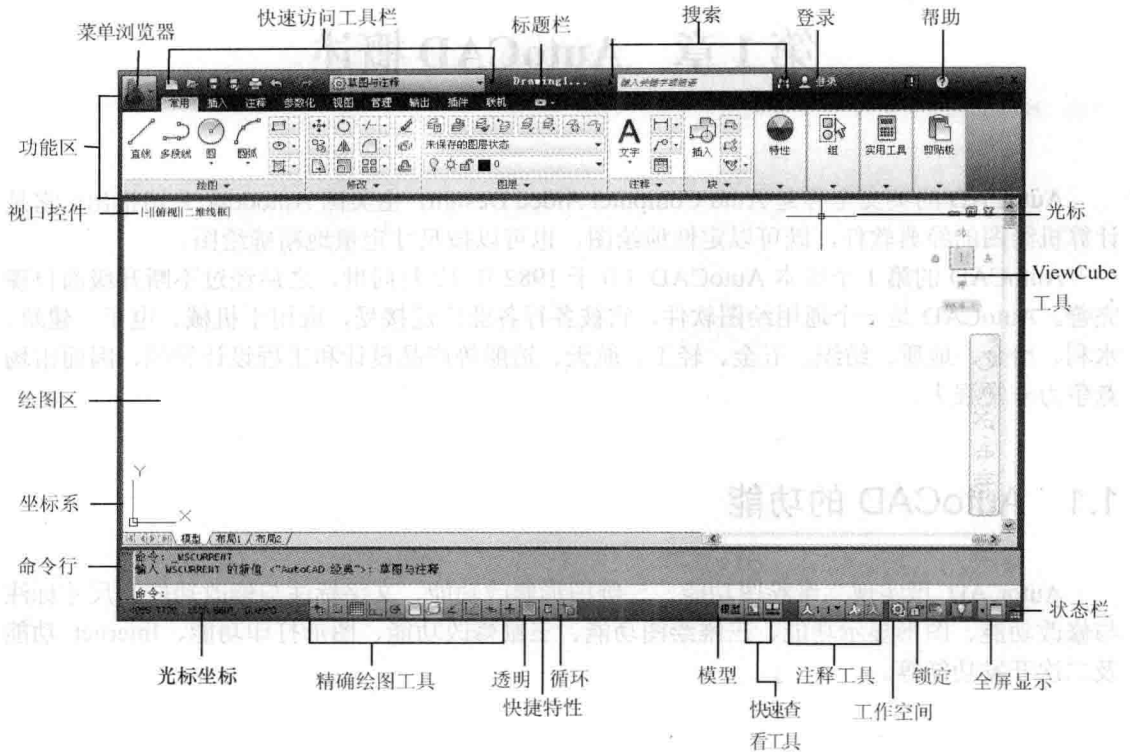 快速访问工具栏
标题栏
搜索
登录
帮助
菜单浏览器
草图与注释
Drawing1...
键入关键字或短语
登录
常用 插入 注释 参数化 视图 管理 输出 插件 联机
功能区
直线 多段线 圆 圆弧
未保存的图层状态
0
文字
插入
特性
组
实用工具
剪贴板
绘图
修改
图层
注释
块
视口控件
[-][俯视][二维线框]
光标
ViewCube
工具
绘图区
Y
坐标系
X
模型 布局1 布局2
命令行
命令: _WSCURRENT
输入 WSCURRENT 的新值 <"AutoCAD 经典">: 草图与注释
命令:
模型
1:1
状态栏
光标坐标
精确绘图工具
透明
循环
快捷特性
模型
注释工具
锁定
全屏显示
快速查
看工具
工作空间